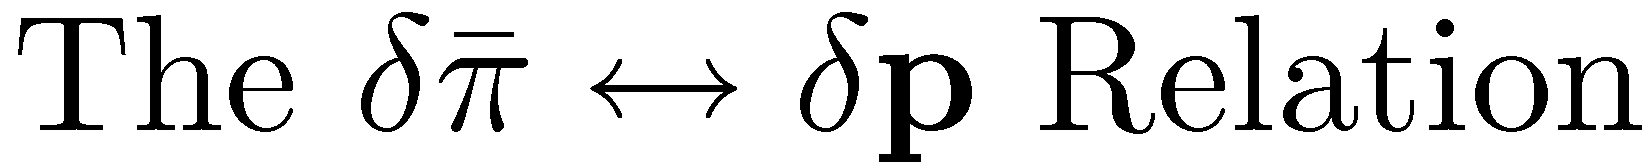 The δπ̄ ↔ δ𝐩 Relation